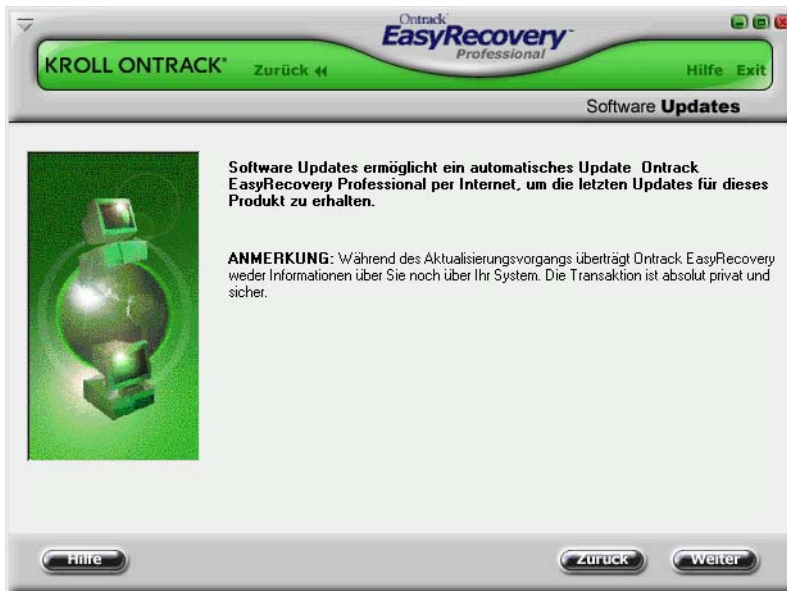 Ontrack
EasyRecovery™
Professional
KROLL ONTRACK®
Zurück
Hilfe Exit
Software Updates
Software Updates ermöglicht ein automatisches Update Ontrack
EasyRecovery Professional per Internet, um die letzten Updates für dieses
Produkt zu erhalten.
ANMERKUNG: Während des Aktualisierungsvorgangs überträgt Ontrack EasyRecovery
weder Informationen über Sie noch über Ihr System. Die Transaktion ist absolut privat und
sicher.
Hilfe
Zurück
Weiter